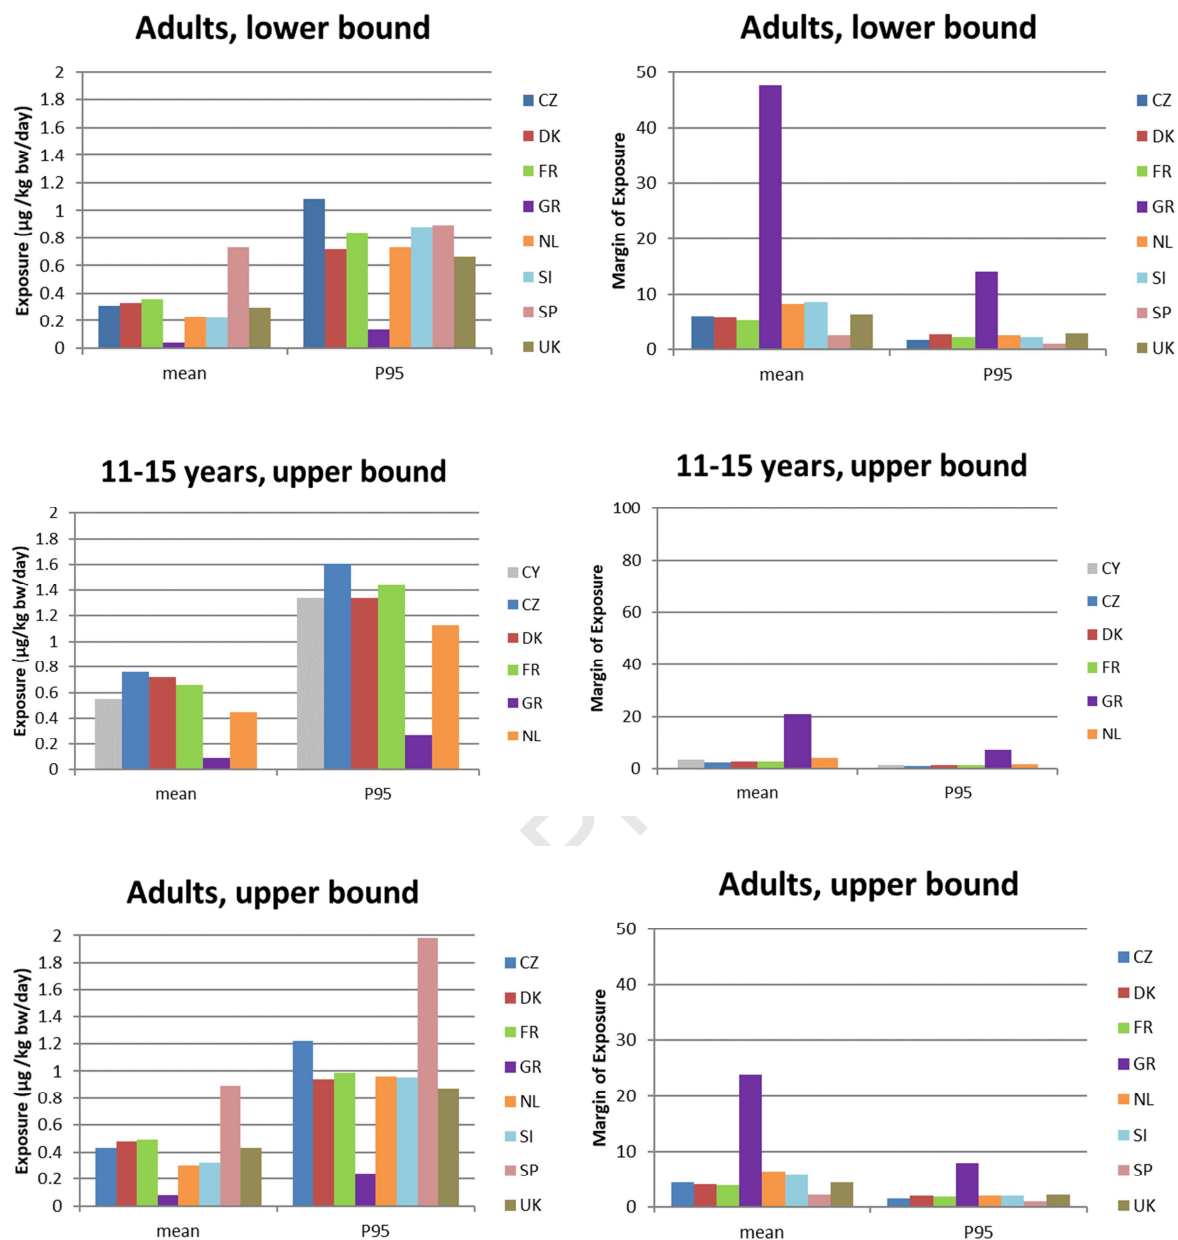 Adults, lower bound
Exposure (µg /kg bw/day)
2
1.8
1.6
1.4
1.2
1
0.8
0.6
0.4
0.2
0
mean
P95
CZ
DK
FR
GR
NL
SI
SP
UK
Adults, lower bound
Margin of Exposure
50
40
30
20
10
0
mean
P95
CZ
DK
FR
GR
NL
SI
SP
UK
11-15 years, upper bound
Exposure (µg/kg bw/day)
2
1.8
1.6
1.4
1.2
1
0.8
0.6
0.4
0.2
0
mean
P95
CY
CZ
DK
FR
GR
NL
11-15 years, upper bound
Margin of Exposure
100
80
60
40
20
0
mean
P95
CY
CZ
DK
FR
GR
NL
Adults, upper bound
Exposure (µg /kg bw/day)
2
1.8
1.6
1.4
1.2
1
0.8
0.6
0.4
0.2
0
mean
P95
CZ
DK
FR
GR
NL
SI
SP
UK
Adults, upper bound
Margin of Exposure
50
40
30
20
10
0
mean
P95
CZ
DK
FR
GR
NL
SI
SP
UK